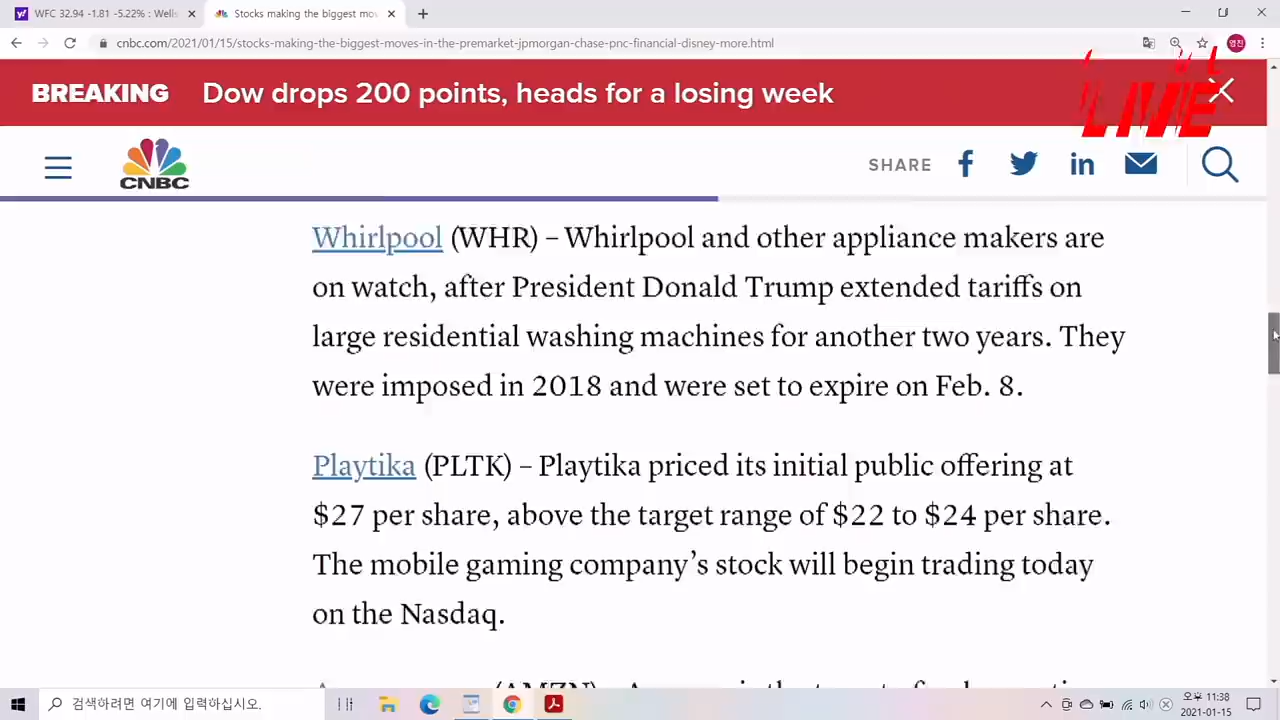 WFC 32.94 -1.81 -5.22% : Wells
Stocks making the biggest mov
cnbc.com/2021/01/15/stocks-making-the-biggest-moves-in-the-premarket-jpmorgan-chase-pnc-financial-disney-more.html
영진
BREAKING Dow drops 200 points, heads for a losing week
LIVE
CNBC
SHARE
Whirlpool (WHR) – Whirlpool and other appliance makers are
on watch, after President Donald Trump extended tariffs on
large residential washing machines for another two years. They
were imposed in 2018 and were set to expire on Feb. 8.
Playtika (PLTK) – Playtika priced its initial public offering at
$27 per share, above the target range of $22 to $24 per share.
The mobile gaming company’s stock will begin trading today
on the Nasdaq.
(AMZN)
검색하려면 여기에 입력하십시오.
오후 11:38
2021-01-15